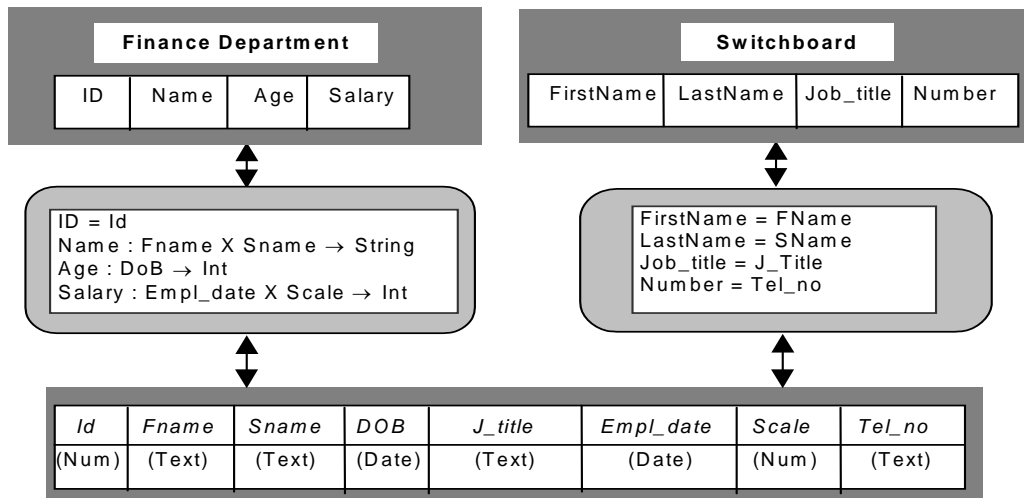 Finance Department
ID Name Age Salary
Switchboard
FirstName LastName Job_title Number
ID = Id
Name : Fname X Sname → String
Age : DoB → Int
Salary : Empl_date X Scale → Int
FirstName = FName
LastName = SName
Job_title = J_Title
Number = Tel_no
Id Fname Sname DOB J_title Empl_date Scale Tel_no
(Num) (Text) (Text) (Date) (Text) (Date) (Num) (Text)